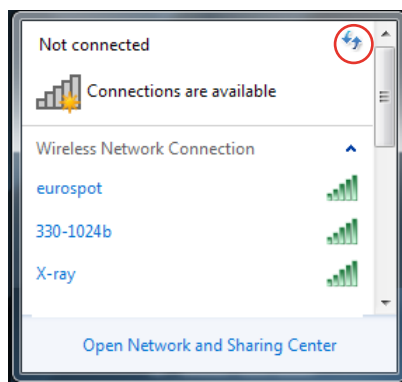 Not connected
Connections are available
Wireless Network Connection
eurospot
330-1024b
X-ray
Open Network and Sharing Center